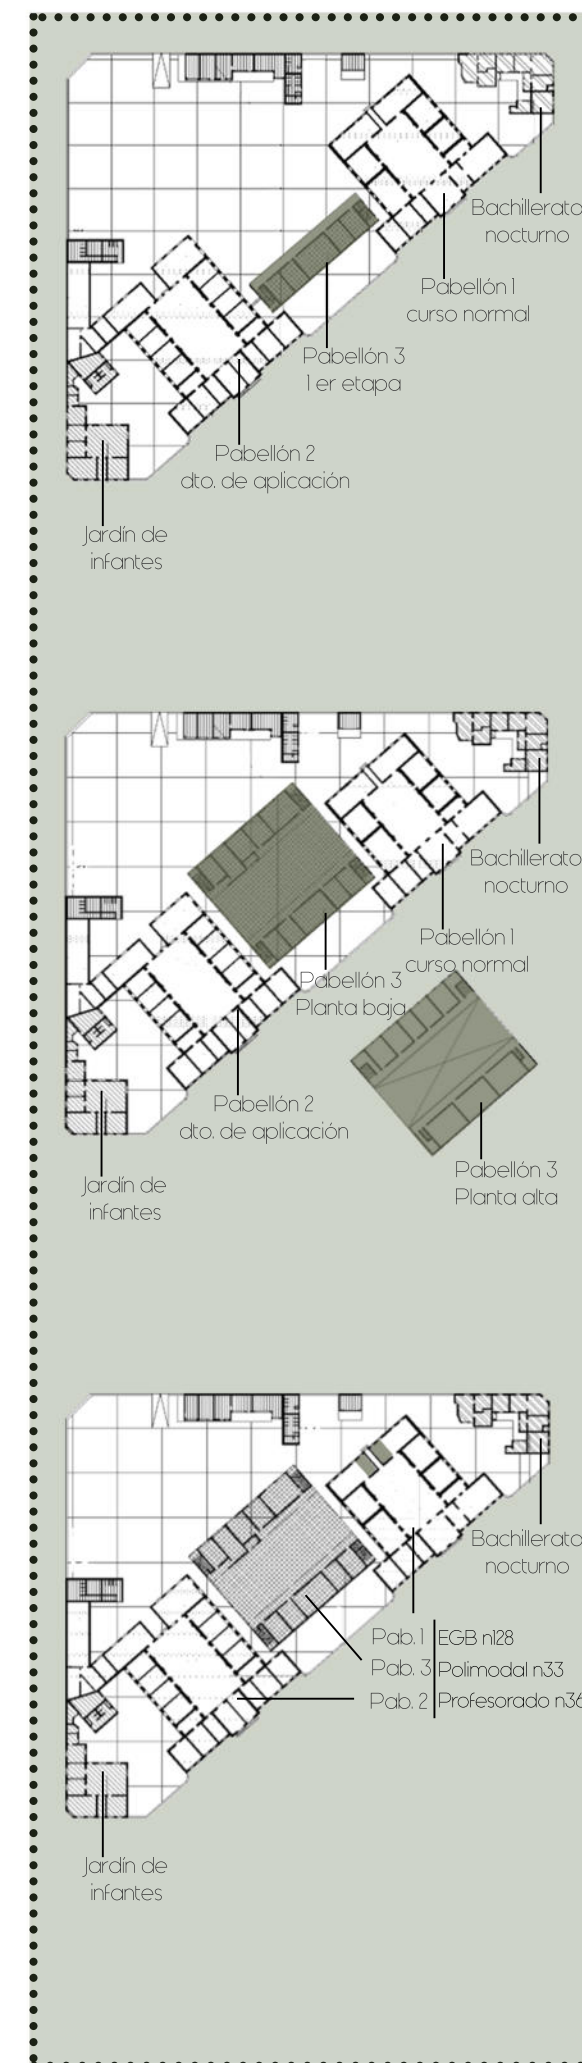 Bachillerato
nocturno
Pabellón 1
curso normal
Pabellón 3
1 er etapa
Pabellón 2
dto. de aplicación
Jardín de
infantes
Bachillerato
nocturno
Pabellón 1
curso normal
Pabellón 3
Planta baja
Pabellón 2
dto. de aplicación
Pabellón 3
Planta alta
Jardín de
infantes
Bachillerato
nocturno
Pab. 1 EGB n128
Pab. 3 Polimodal n33
Pab. 2 Profesorado n36
Jardín de
infantes